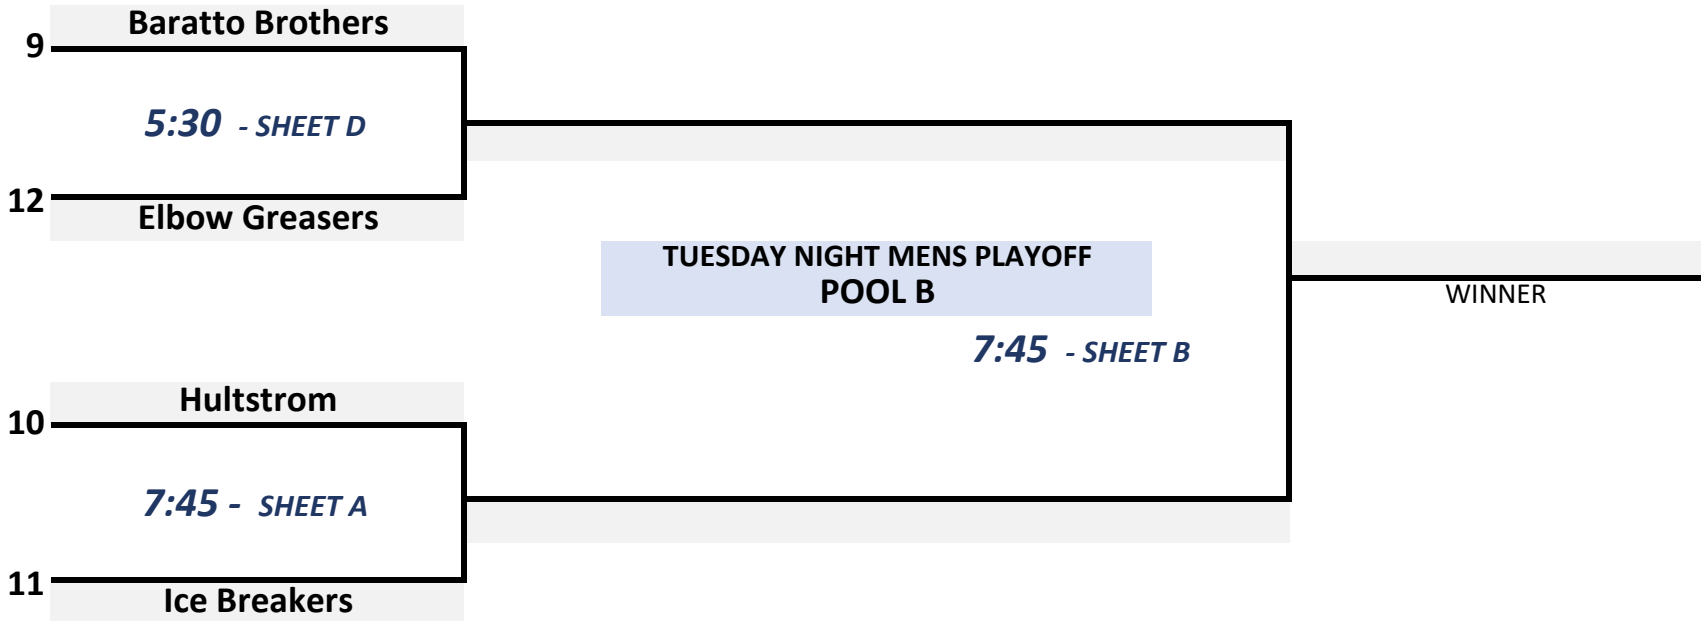 Baratto Brothers
9
5:30 - SHEET D
12
Elbow Greasers
TUESDAY NIGHT MENS PLAYOFF
POOL B
WINNER
7:45 - SHEET B
Hultstrom
10
7:45 - SHEET A
11
Ice Breakers